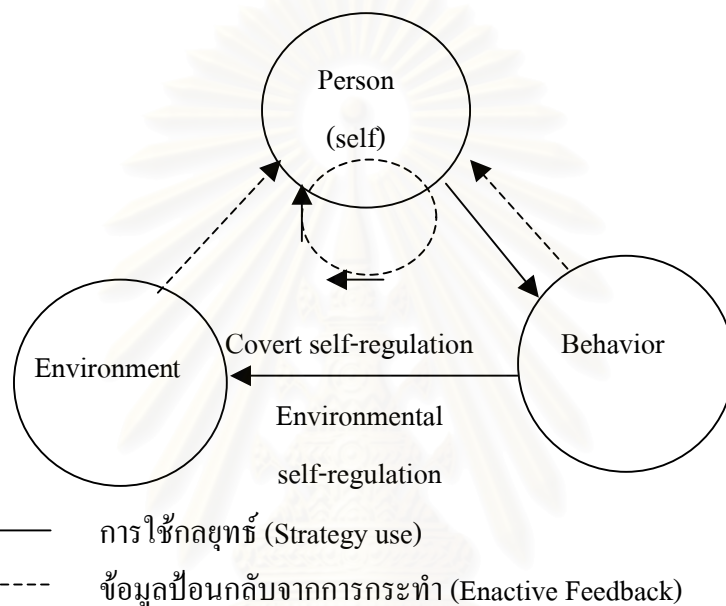 Person
(self)
Covert self-regulation
Environment
Behavior
Environmental
self-regulation
การใช้กลยุทธ์ (Strategy use)
ข้อมูลป้อนกลับจากการกระทำ (Enactive Feedback)